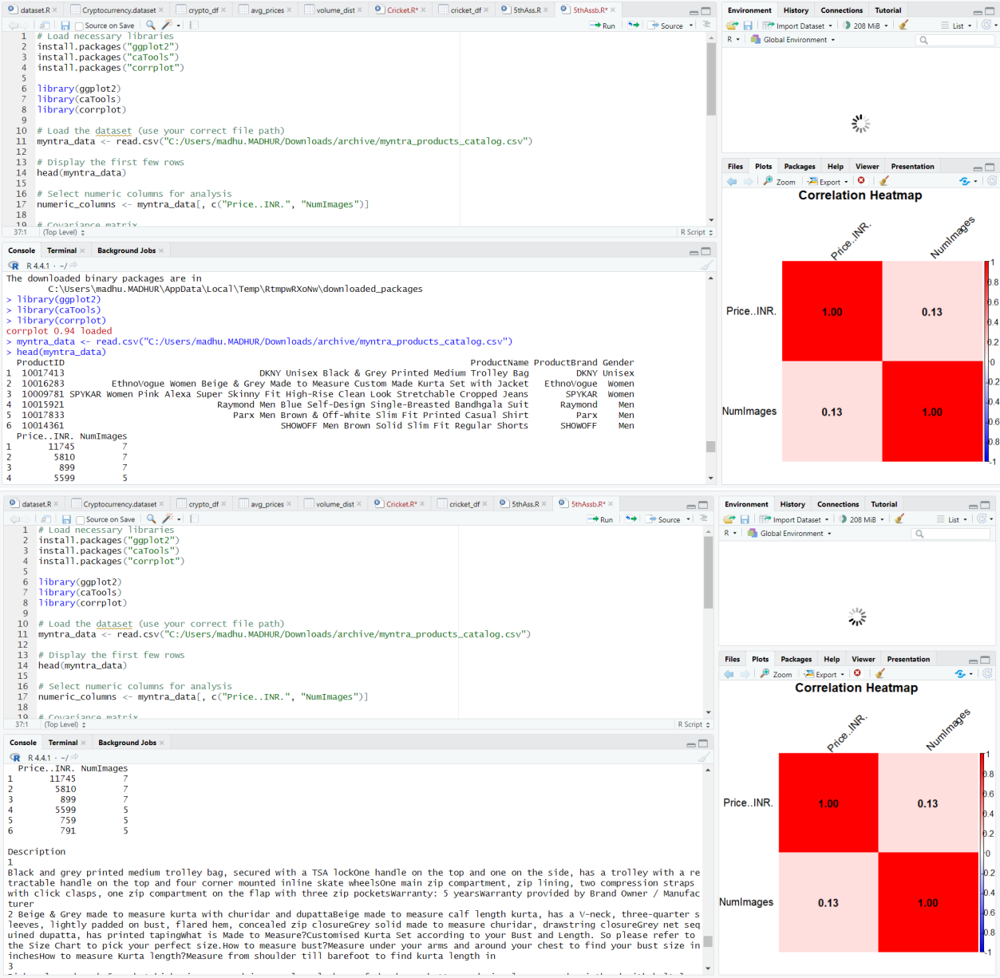 dataset.R × Cryptocurrency.dataset × crypto_df × avg_prices × volume_dist × Cricket.R* × cricket_df × 5thAss.R × 5thAssb.R* ×
Source on Save Run Source
1 # Load necessary libraries
2 install.packages("ggplot2")
3 install.packages("caTools")
4 install.packages("corrplot")
5
6 library(ggplot2)
7 library(caTools)
8 library(corrplot)
9
10 # Load the dataset (use your correct file path)
11 myntra_data <- read.csv("C:/Users/madhu.MADHUR/Downloads/archive/myntra_products_catalog.csv")
12
13 # Display the first few rows
14 head(myntra_data)
15
16 # Select numeric columns for analysis
17 numeric_columns <- myntra_data[, c("Price..INR.", "NumImages")]
18
19 # Covariance matrix
37:1 (Top Level) R Script
Console Terminal × Background Jobs ×
R 4.4.1 · ~/
The downloaded binary packages are in
C:\Users\madhu.MADHUR\AppData\Local\Temp\RtmpwRXoNw\downloaded_packages
> library(ggplot2)
> library(caTools)
> library(corrplot)
corrplot 0.94 loaded
> myntra_data <- read.csv("C:/Users/madhu.MADHUR/Downloads/archive/myntra_products_catalog.csv")
> head(myntra_data)
ProductID ProductName ProductBrand Gender
1 10017413 DKNY Unisex Black & Grey Printed Medium Trolley Bag DKNY Unisex
2 10016283 EthnoVogue Women Beige & Grey Made to Measure Custom Made Kurta Set with Jacket EthnoVogue Women
3 10009781 SPYKAR Women Pink Alexa Super Skinny Fit High-Rise Clean Look Stretchable Cropped Jeans SPYKAR Women
4 10015921 Raymond Men Blue Self-Design Single-Breasted Bandhgala Suit Raymond Men
5 10017833 Parx Men Brown & Off-White Slim Fit Printed Casual Shirt Parx Men
6 10014361 SHOWOFF Men Brown Solid Slim Fit Regular Shorts SHOWOFF Men
Price..INR. NumImages
1 11745 7
2 5810 7
3 899 7
4 5599 5
Environment History Connections Tutorial
Import Dataset 208 MiB List
R Global Environment
Files Plots Packages Help Viewer Presentation
Zoom Export
Correlation Heatmap
Price..INR. NumImages
1
0.8
0.6
0.4
0.2
0
-0.2
-0.4
-0.6
-0.8
-1
Price..INR. 1.00 0.13
NumImages 0.13 1.00
dataset.R × Cryptocurrency.dataset × crypto_df × avg_prices × volume_dist × Cricket.R* × cricket_df × 5thAss.R × 5thAssb.R* ×
Source on Save Run Source
1 # Load necessary libraries
2 install.packages("ggplot2")
3 install.packages("caTools")
4 install.packages("corrplot")
5
6 library(ggplot2)
7 library(caTools)
8 library(corrplot)
9
10 # Load the dataset (use your correct file path)
11 myntra_data <- read.csv("C:/Users/madhu.MADHUR/Downloads/archive/myntra_products_catalog.csv")
12
13 # Display the first few rows
14 head(myntra_data)
15
16 # Select numeric columns for analysis
17 numeric_columns <- myntra_data[, c("Price..INR.", "NumImages")]
18
19 # Covariance matrix
37:1 (Top Level) R Script
Console Terminal × Background Jobs ×
R 4.4.1 · ~/
Price..INR. NumImages
1 11745 7
2 5810 7
3 899 7
4 5599 5
5 759 5
6 791 5
Description
1
Black and grey printed medium trolley bag, secured with a TSA lockOne handle on the top and one on the side, has a trolley with a re
tractable handle on the top and four corner mounted inline skate wheelsOne main zip compartment, zip lining, two compression straps
with click clasps, one zip compartment on the flap with three zip pocketsWarranty: 5 yearsWarranty provided by Brand Owner / Manufac
turer
2 Beige & Grey made to measure kurta with churidar and dupattaBeige made to measure calf length kurta, has a V-neck, three-quarter s
leeves, lightly padded on bust, flared hem, concealed zip closureGrey solid made to measure churidar, drawstring closureGrey net seq
uined dupatta, has printed tapingWhat is Made to Measure?Customised Kurta Set according to your Bust and Length. So please refer to
the Size Chart to pick your perfect size.How to measure bust?Measure under your arms and around your chest to find your bust size in
inchesHow to measure Kurta length?Measure from shoulder till barefoot to find kurta length in
3
Environment History Connections Tutorial
Import Dataset 208 MiB List
R Global Environment
Files Plots Packages Help Viewer Presentation
Zoom Export
Correlation Heatmap
Price..INR. NumImages
1
0.8
0.6
0.4
0.2
0
-0.2
-0.4
-0.6
-0.8
-1
Price..INR. 1.00 0.13
NumImages 0.13 1.00